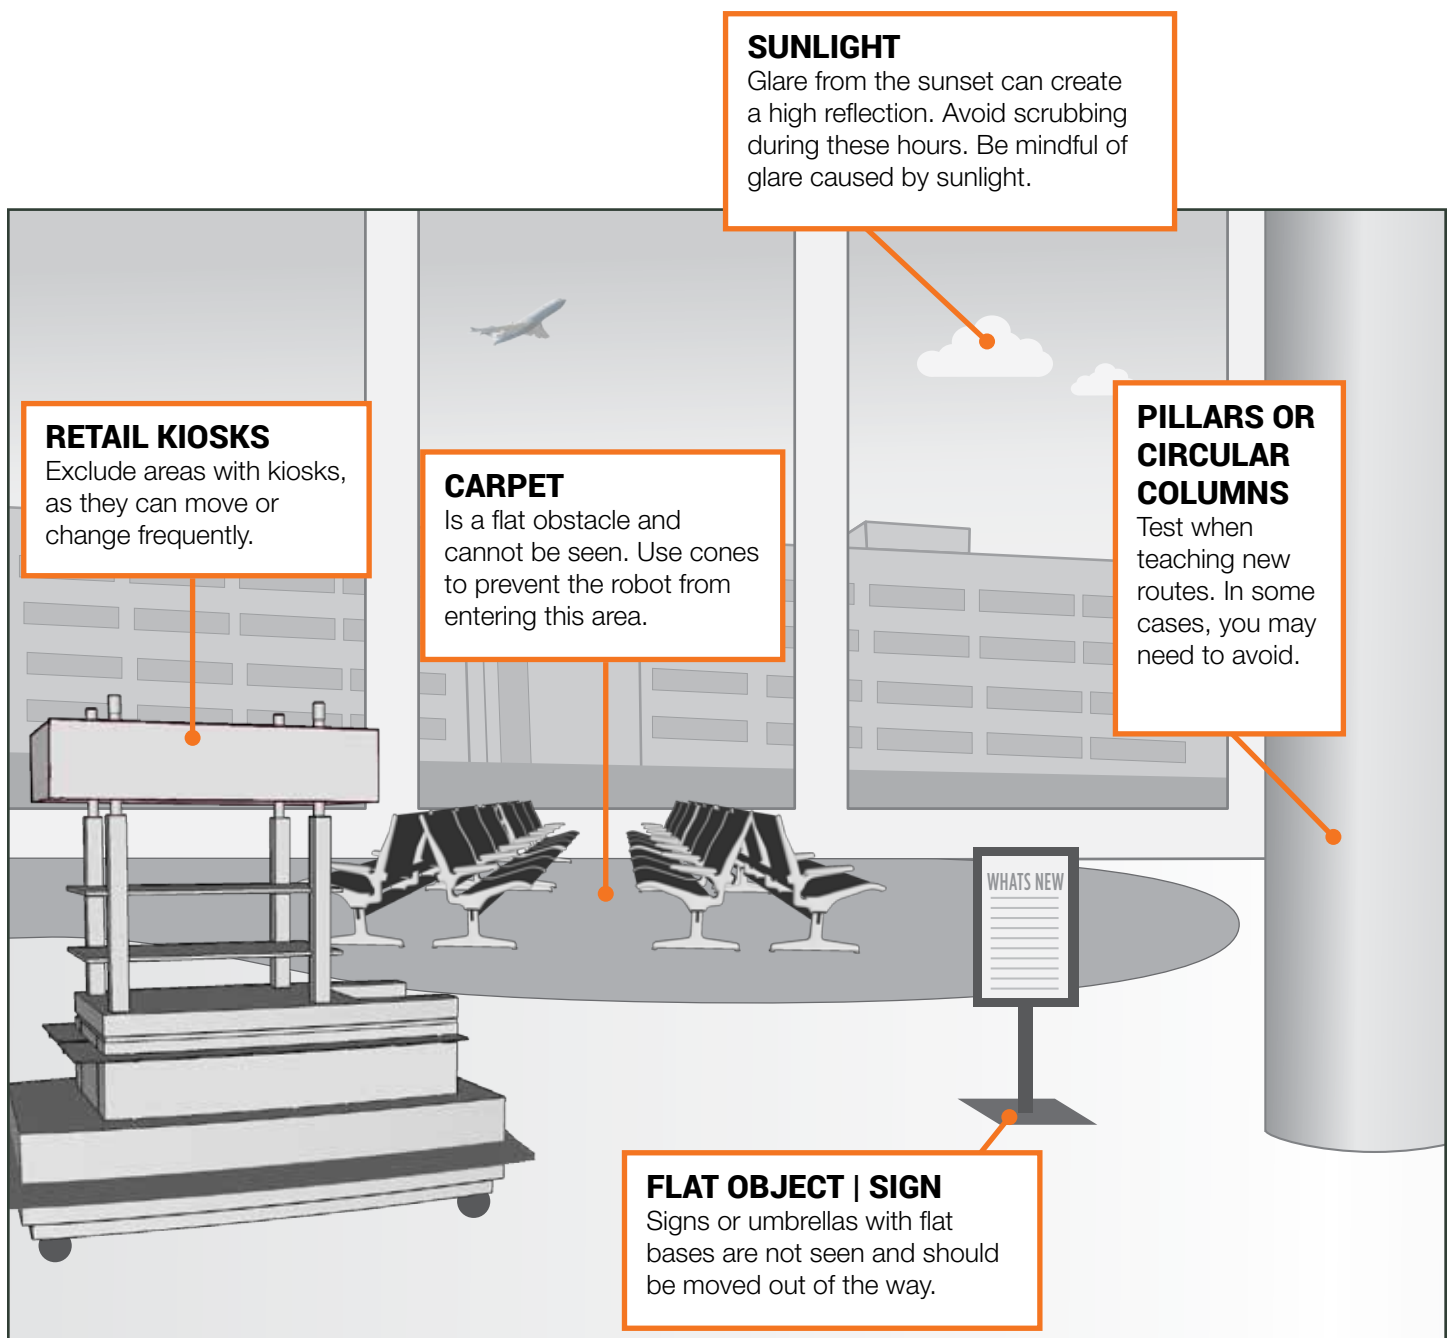 SUNLIGHT
Glare from the sunset can create
a high reflection. Avoid scrubbing
during these hours. Be mindful of
glare caused by sunlight.
RETAIL KIOSKS
Exclude areas with kiosks,
as they can move or
change frequently.
CARPET
Is a flat obstacle and
cannot be seen. Use cones
to prevent the robot from
entering this area.
PILLARS OR
CIRCULAR
COLUMNS
Test when
teaching new
routes. In some
cases, you may
need to avoid.
WHATS NEW
FLAT OBJECT | SIGN
Signs or umbrellas with flat
bases are not seen and should
be moved out of the way.